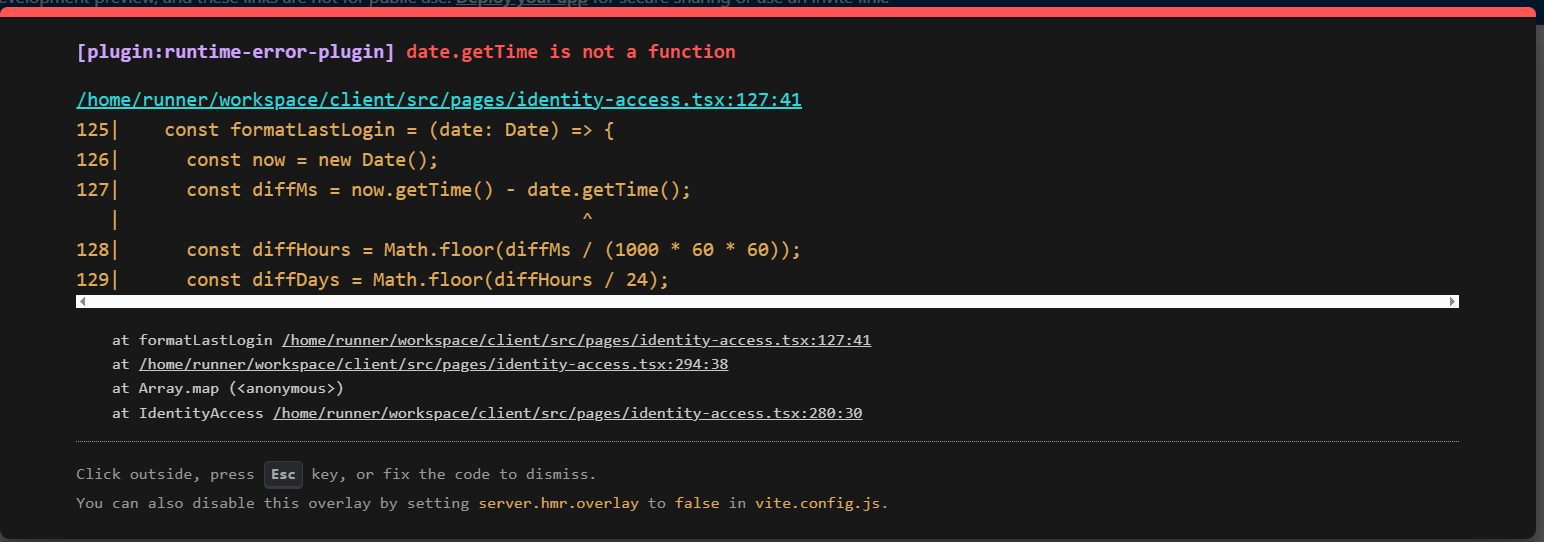 development preview, and these links are not for public use. Deploy your app for secure sharing or use an invite link.
[plugin:runtime-error-plugin] date.getTime is not a function
/home/runner/workspace/client/src/pages/identity-access.tsx:127:41
125|    const formatLastLogin = (date: Date) => {
126|      const now = new Date();
127|      const diffMs = now.getTime() - date.getTime();
   |                                          ^
128|      const diffHours = Math.floor(diffMs / (1000 * 60 * 60));
129|      const diffDays = Math.floor(diffHours / 24);
at formatLastLogin /home/runner/workspace/client/src/pages/identity-access.tsx:127:41
at /home/runner/workspace/client/src/pages/identity-access.tsx:294:38
at Array.map (<anonymous>)
at IdentityAccess /home/runner/workspace/client/src/pages/identity-access.tsx:280:30
Click outside, press Esc key, or fix the code to dismiss.
You can also disable this overlay by setting server.hmr.overlay to false in vite.config.js.